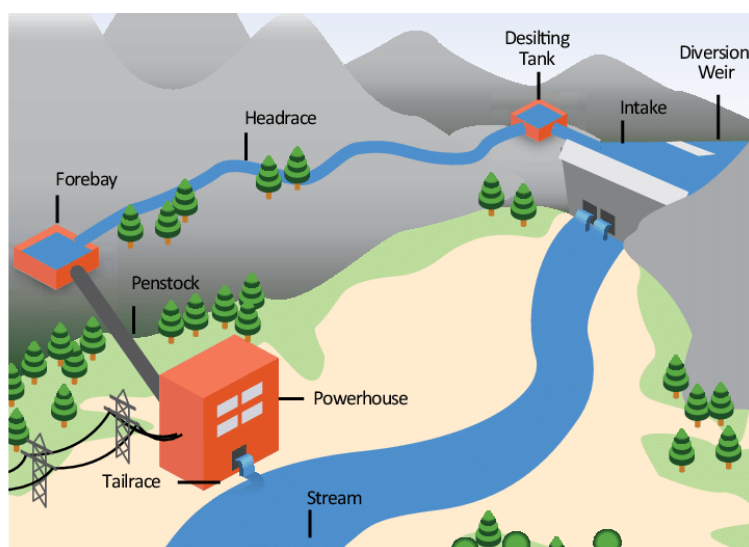 Desilting
Tank
Diversion
Weir
Intake
Headrace
Forebay
Penstock
Powerhouse
Tailrace
Stream